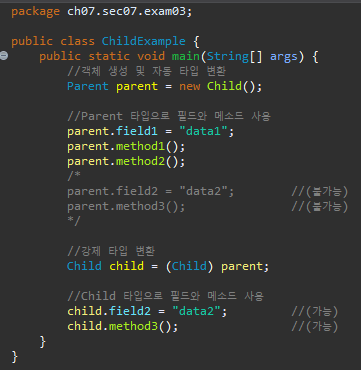 package ch07.sec07.exam03;
public class ChildExample {
public static void main(String[] args) {
//객체 생성 및 자동 타입 변환
Parent parent = new Child();
//Parent 타입으로 필드와 메소드 사용
parent.field1 = "data1";
parent.method1();
parent.method2();
/*
parent.field2 = "data2"; //(불가능)
parent.method3(); //(불가능)
*/
//강제 타입 변환
Child child = (Child) parent;
//Child 타입으로 필드와 메소드 사용
child.field2 = "data2"; //(가능)
child.method3(); //(가능)
}
}